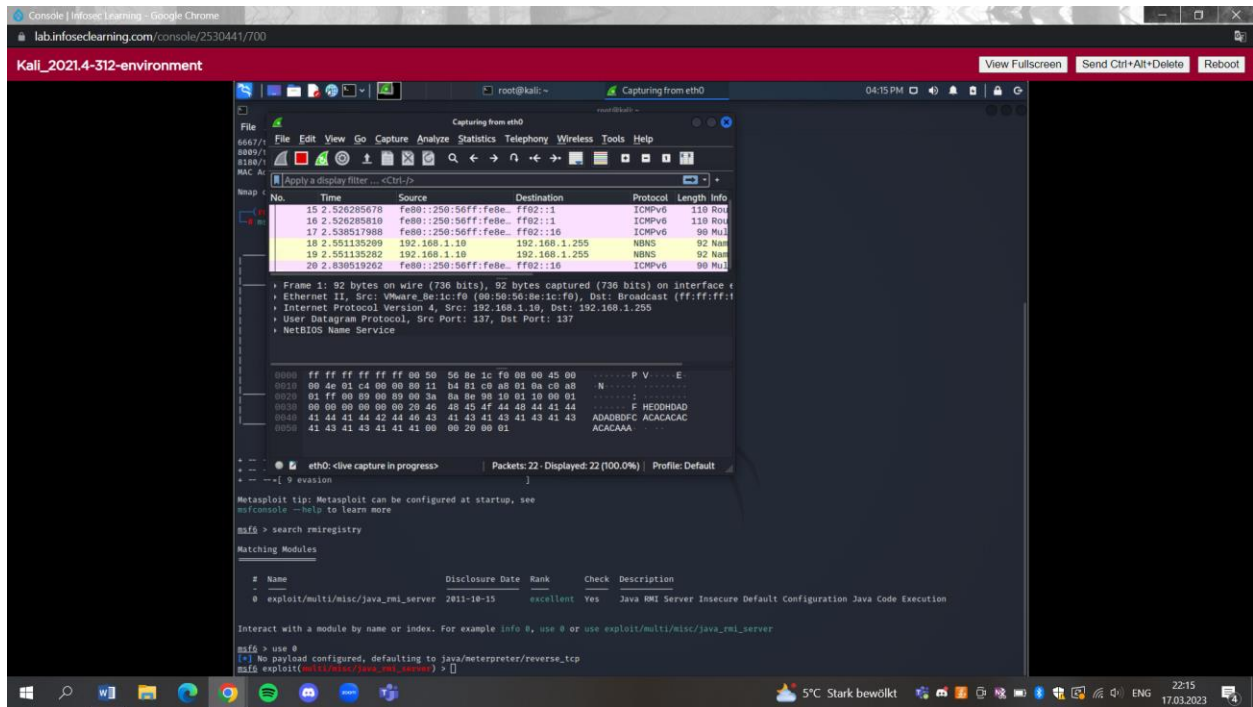 Console | Infosec Learning - Google Chrome
lab.infoseclearning.com/console/2530441/700
Kali_2021.4-312-environment View Fullscreen Send Ctrl+Alt+Delete Reboot
root@kali: ~ Capturing from eth0 04:15 PM
root@kali: ~
File
6667/t
8009/t
8180/t
MAC Ad
Nmap d
Capturing from eth0
File Edit View Go Capture Analyze Statistics Telephony Wireless Tools Help
Apply a display filter ... <Ctrl-/>
No. Time Source Destination Protocol Length Info
15 2.526285678 fe80::250:56ff:fe8e… ff02::1 ICMPv6 110 Rou
16 2.526285810 fe80::250:56ff:fe8e… ff02::1 ICMPv6 110 Rou
17 2.538517988 fe80::250:56ff:fe8e… ff02::16 ICMPv6 90 Mul
18 2.551135209 192.168.1.10 192.168.1.255 NBNS 92 Nam
19 2.551135282 192.168.1.10 192.168.1.255 NBNS 92 Nam
20 2.830519262 fe80::250:56ff:fe8e… ff02::16 ICMPv6 90 Mul
Frame 1: 92 bytes on wire (736 bits), 92 bytes captured (736 bits) on interface e
Ethernet II, Src: VMware_8e:1c:f0 (00:50:56:8e:1c:f0), Dst: Broadcast (ff:ff:ff:f
Internet Protocol Version 4, Src: 192.168.1.10, Dst: 192.168.1.255
User Datagram Protocol, Src Port: 137, Dst Port: 137
NetBIOS Name Service
0000 ff ff ff ff ff ff 00 50 56 8e 1c f0 08 00 45 00 ·······P V·····E·
0010 00 4e 01 c4 00 00 80 11 b4 81 c0 a8 01 0a c0 a8 ·N······ ········
0020 01 ff 00 89 00 89 00 3a 8a 8e 98 10 01 10 00 01 ·······: ········
0030 00 00 00 00 00 00 20 46 48 45 4f 44 48 44 41 44 ······ F HEODHDAD
0040 41 44 41 44 42 44 46 43 41 43 41 43 41 43 41 43 ADADBDFC ACACACAC
0050 41 43 41 43 41 41 41 00 00 20 00 01 ACACAAA· · ··
eth0: <live capture in progress> Packets: 22 · Displayed: 22 (100.0%) Profile: Default
+ -- --=[ 9 evasion ]
Metasploit tip: Metasploit can be configured at startup, see
msfconsole --help to learn more
msf6 > search rmiregistry
Matching Modules
# Name Disclosure Date Rank Check Description
0 exploit/multi/misc/java_rmi_server 2011-10-15 excellent Yes Java RMI Server Insecure Default Configuration Java Code Execution
Interact with a module by name or index. For example info 0, use 0 or use exploit/multi/misc/java_rmi_server
msf6 > use 0
[*] No payload configured, defaulting to java/meterpreter/reverse_tcp
msf6 exploit(multi/misc/java_rmi_server) >
5°C Stark bewölkt ENG 22:15
17.03.2023